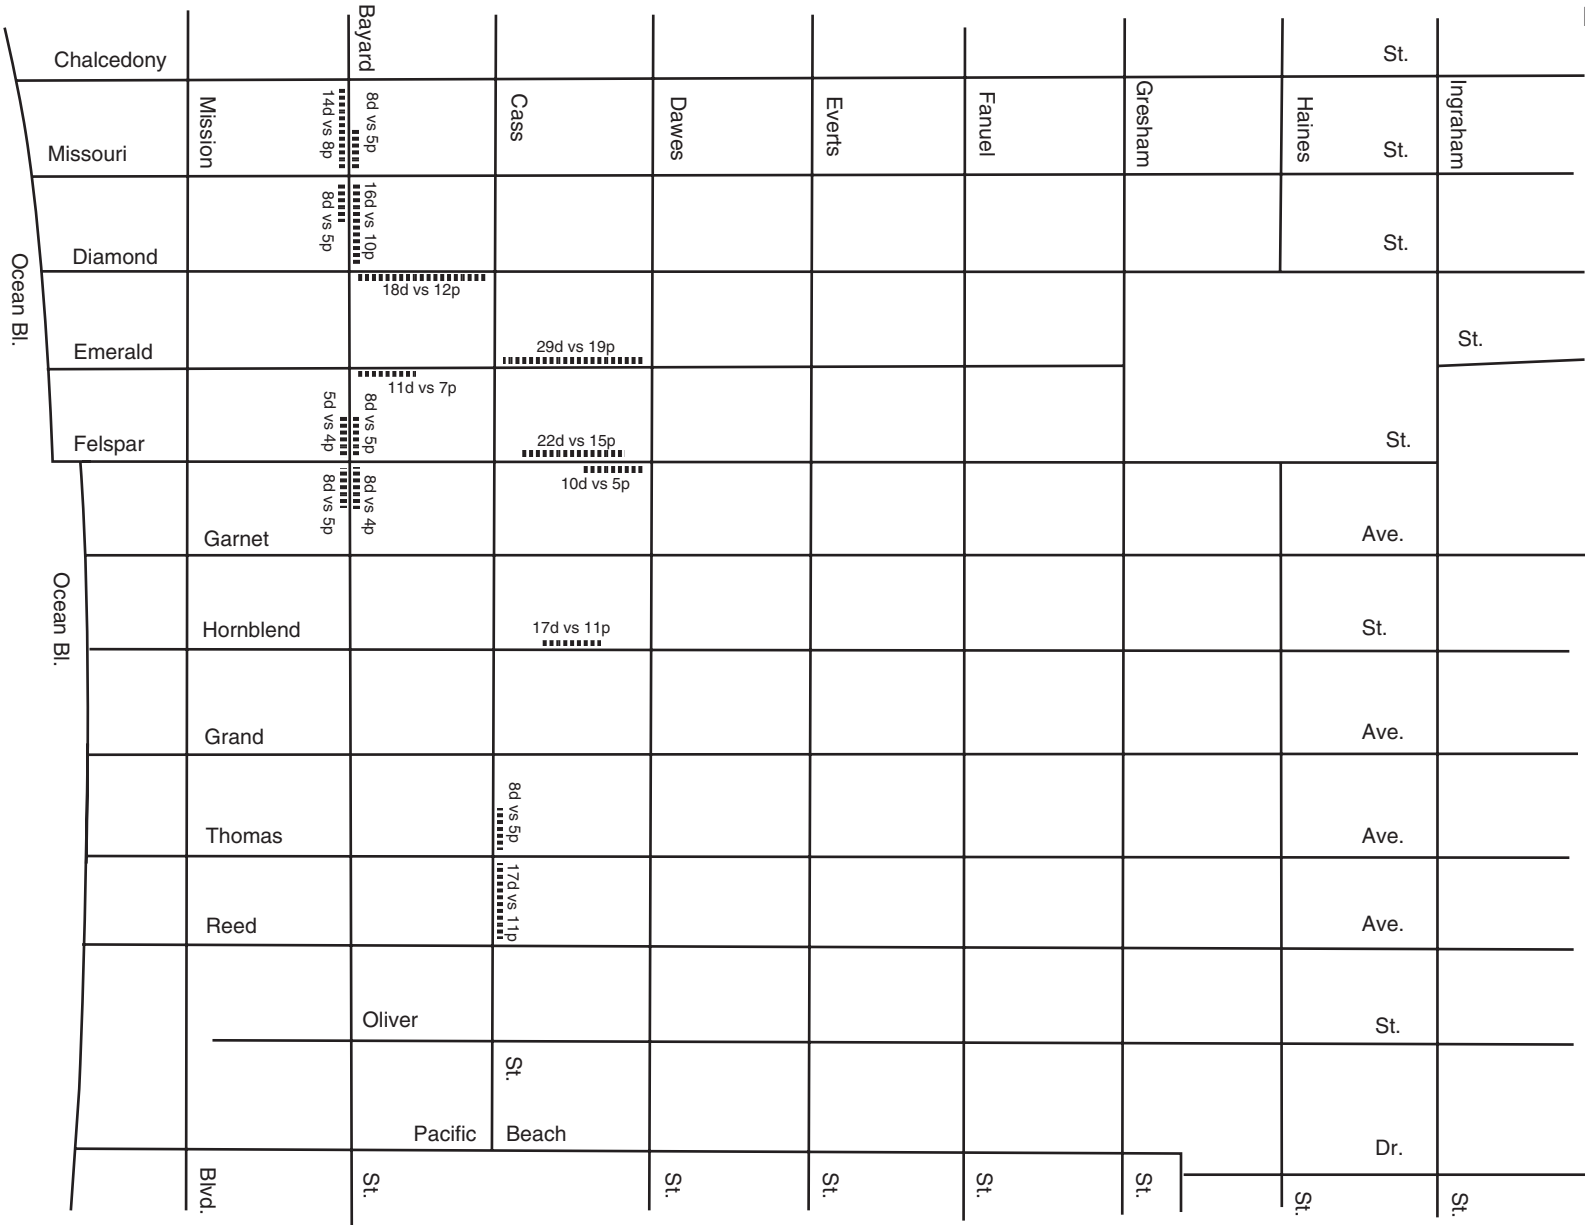 Bayard
Chalcedony
St.
14d vs 8p
8d vs 5p
Mission
Cass
Dawes
Everts
Fanuel
Gresham
Haines
Ingraham
Missouri
St.
8d vs 5p
16d vs 10p
Diamond
St.
Ocean Bl.
18d vs 12p
Emerald
29d vs 19p
St.
11d vs 7p
5d vs 4p
8d vs 5p
Felspar
22d vs 15p
St.
8d vs 5p
8d vs 4p
10d vs 5p
Garnet
Ave.
Ocean Bl.
Hornblend
17d vs 11p
St.
Grand
Ave.
8d vs 5p
Thomas
Ave.
17d vs 11p
Reed
Ave.
Oliver
St.
St.
Pacific Beach
Dr.
Blvd.
St.
St.
St.
St.
St.
St.
St.